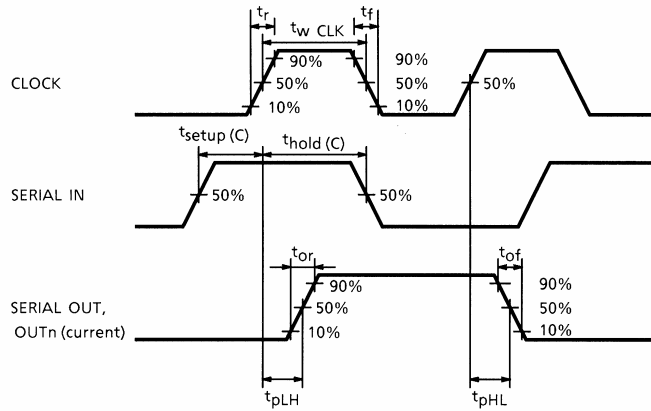 tr tf
tw CLK
CLOCK
90% 90%
50% 50% 50%
10% 10%
tsetup (C) thold (C)
SERIAL IN
50% 50%
tor tof
SERIAL OUT,
OUTn (current)
90% 90%
50% 50%
10% 10%
tpLH tpHL